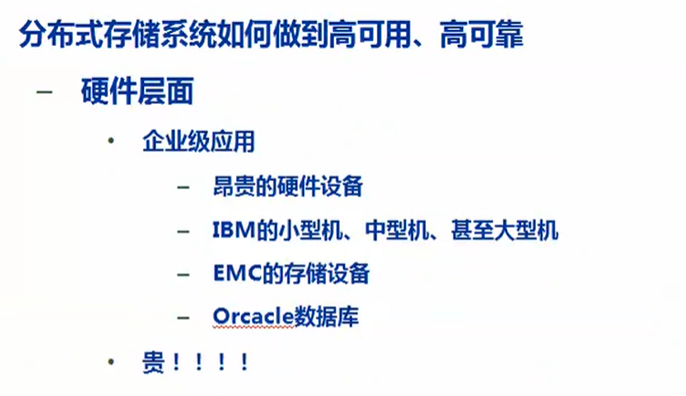 分布式存储系统如何做到高可用、高可靠
– 硬件层面
• 企业级应用
– 昂贵的硬件设备
– IBM的小型机、中型机、甚至大型机
– EMC的存储设备
– Orcacle数据库
• 贵！！！！